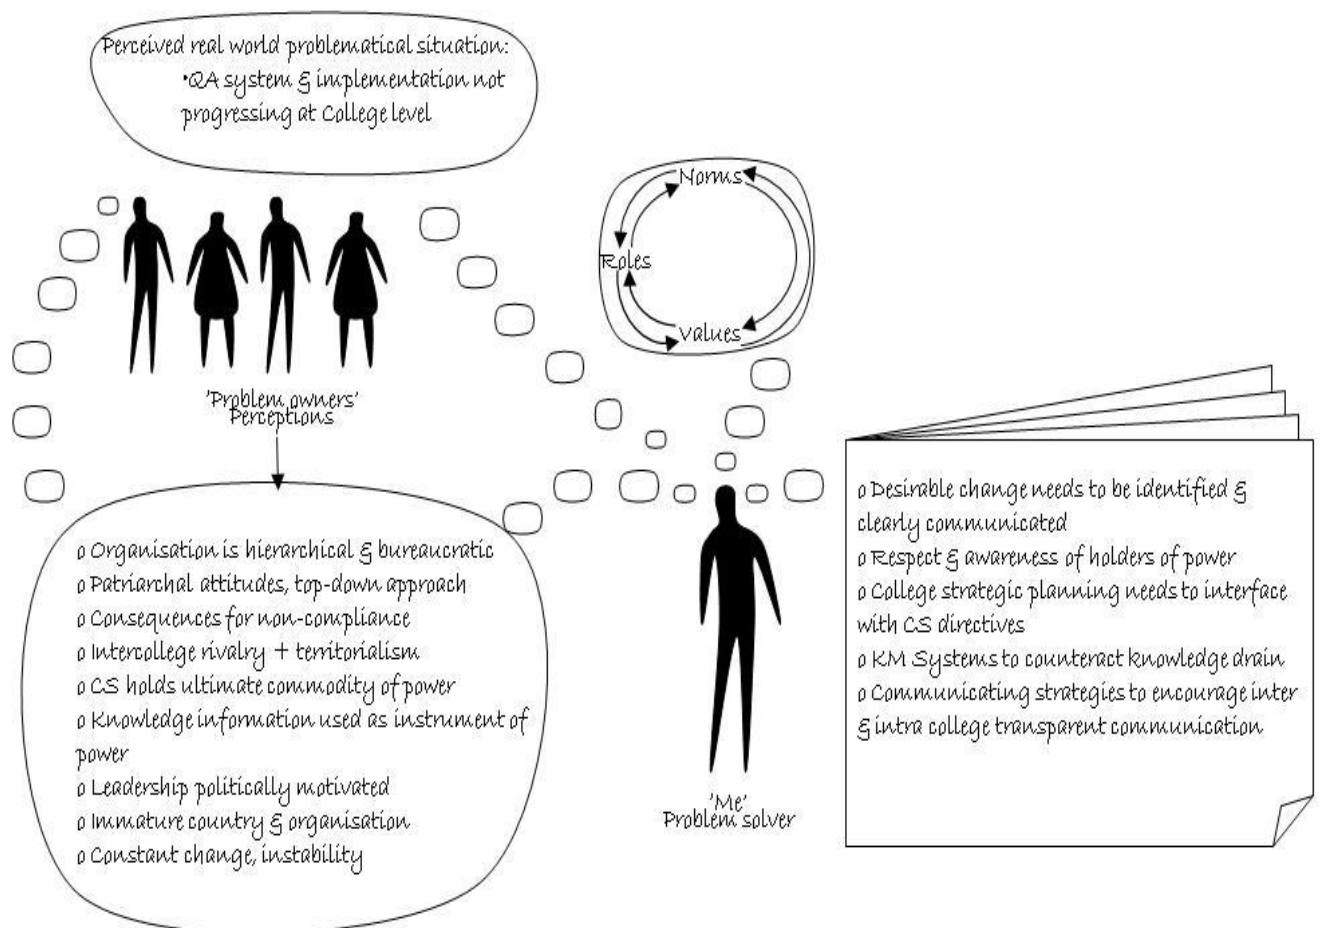 Perceived real world problematical situation:
•QA system & implementation not
progressing at College level
Norms
Roles
Values
'Problem owners'
Perceptions
o Organisation is hierarchical & bureaucratic
o Patriarchal attitudes, top-down approach
o Consequences for non-compliance
o Intercollege rivalry + territorialism
o CS holds ultimate commodity of power
o Knowledge information used as instrument of
power
o Leadership politically motivated
o Immature country & organisation
o Constant change, instability
'Me'
Problem solver
o Desirable change needs to be identified &
clearly communicated
o Respect & awareness of holders of power
o College strategic planning needs to interface
with CS directives
o KM Systems to counteract knowledge drain
o Communicating strategies to encourage inter
& intra college transparent communication